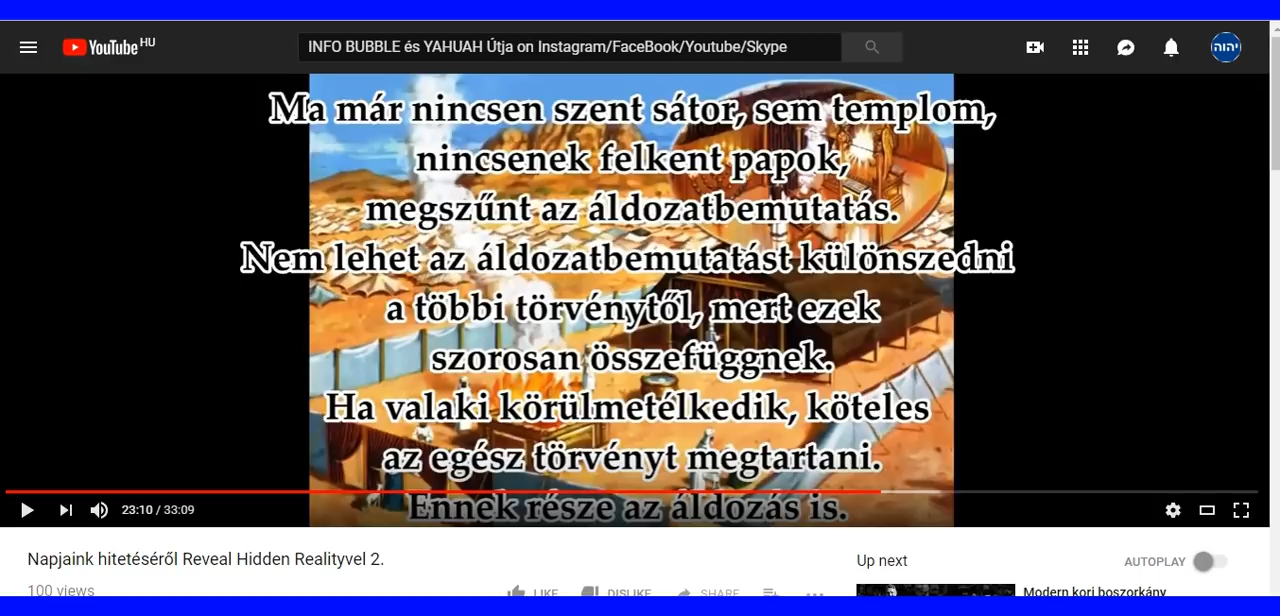 YouTube HU
INFO BUBBLE és YAHUAH Útja on Instagram/FaceBook/Youtube/Skype
יהוה
Ma már nincsen szent sátor, sem templom,
nincsenek felkent papok,
megszűnt az áldozatbemutatás.
Nem lehet az áldozatbemutatást különszedni
a többi törvénytől, mert ezek
szorosan összefüggnek.
Ha valaki körülmetélkedik, köteles
az egész törvényt megtartani.
Ennek része az áldozás is.
23:10 / 33:09
Napjaink hitetéséről Reveal Hidden Realityvel 2.
Up next
AUTOPLAY
100 views
LIKE
DISLIKE
SHARE
Modern kori boszorkány